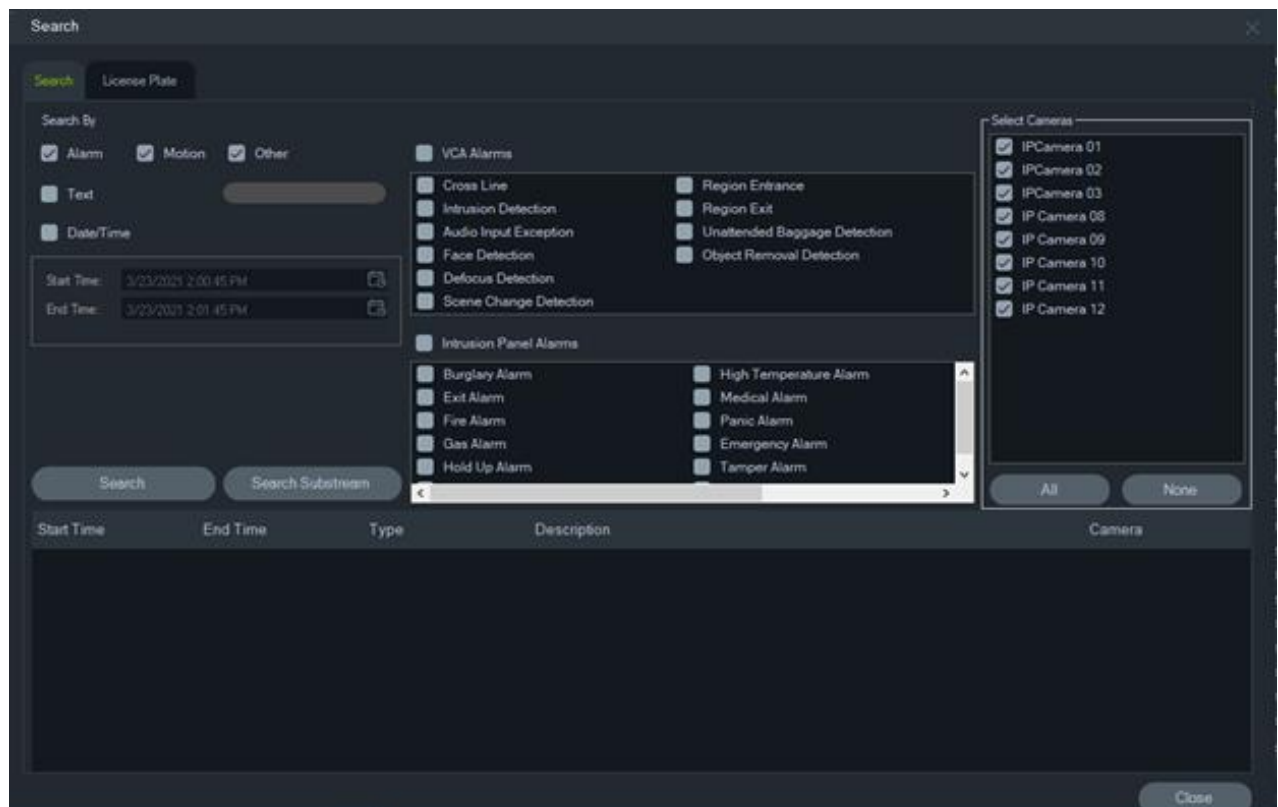 Search
Search License Plate
Search By
Alarm Motion Other
Text
Date/Time
Start Time: 3/23/2021 2:00:45 PM
End Time: 3/23/2021 2:01:45 PM
Search Search Substream
VCA Alarms
Cross Line Region Entrance
Intrusion Detection Region Exit
Audio Input Exception Unattended Baggage Detection
Face Detection Object Removal Detection
Defocus Detection
Scene Change Detection
Intrusion Panel Alarms
Burglary Alarm High Temperature Alarm
Exit Alarm Medical Alarm
Fire Alarm Panic Alarm
Gas Alarm Emergency Alarm
Hold Up Alarm Tamper Alarm
Select Cameras
IPCamera 01
IPCamera 02
IPCamera 03
IP Camera 08
IP Camera 09
IP Camera 10
IP Camera 11
IP Camera 12
All None
Start Time End Time Type Description Camera
Close